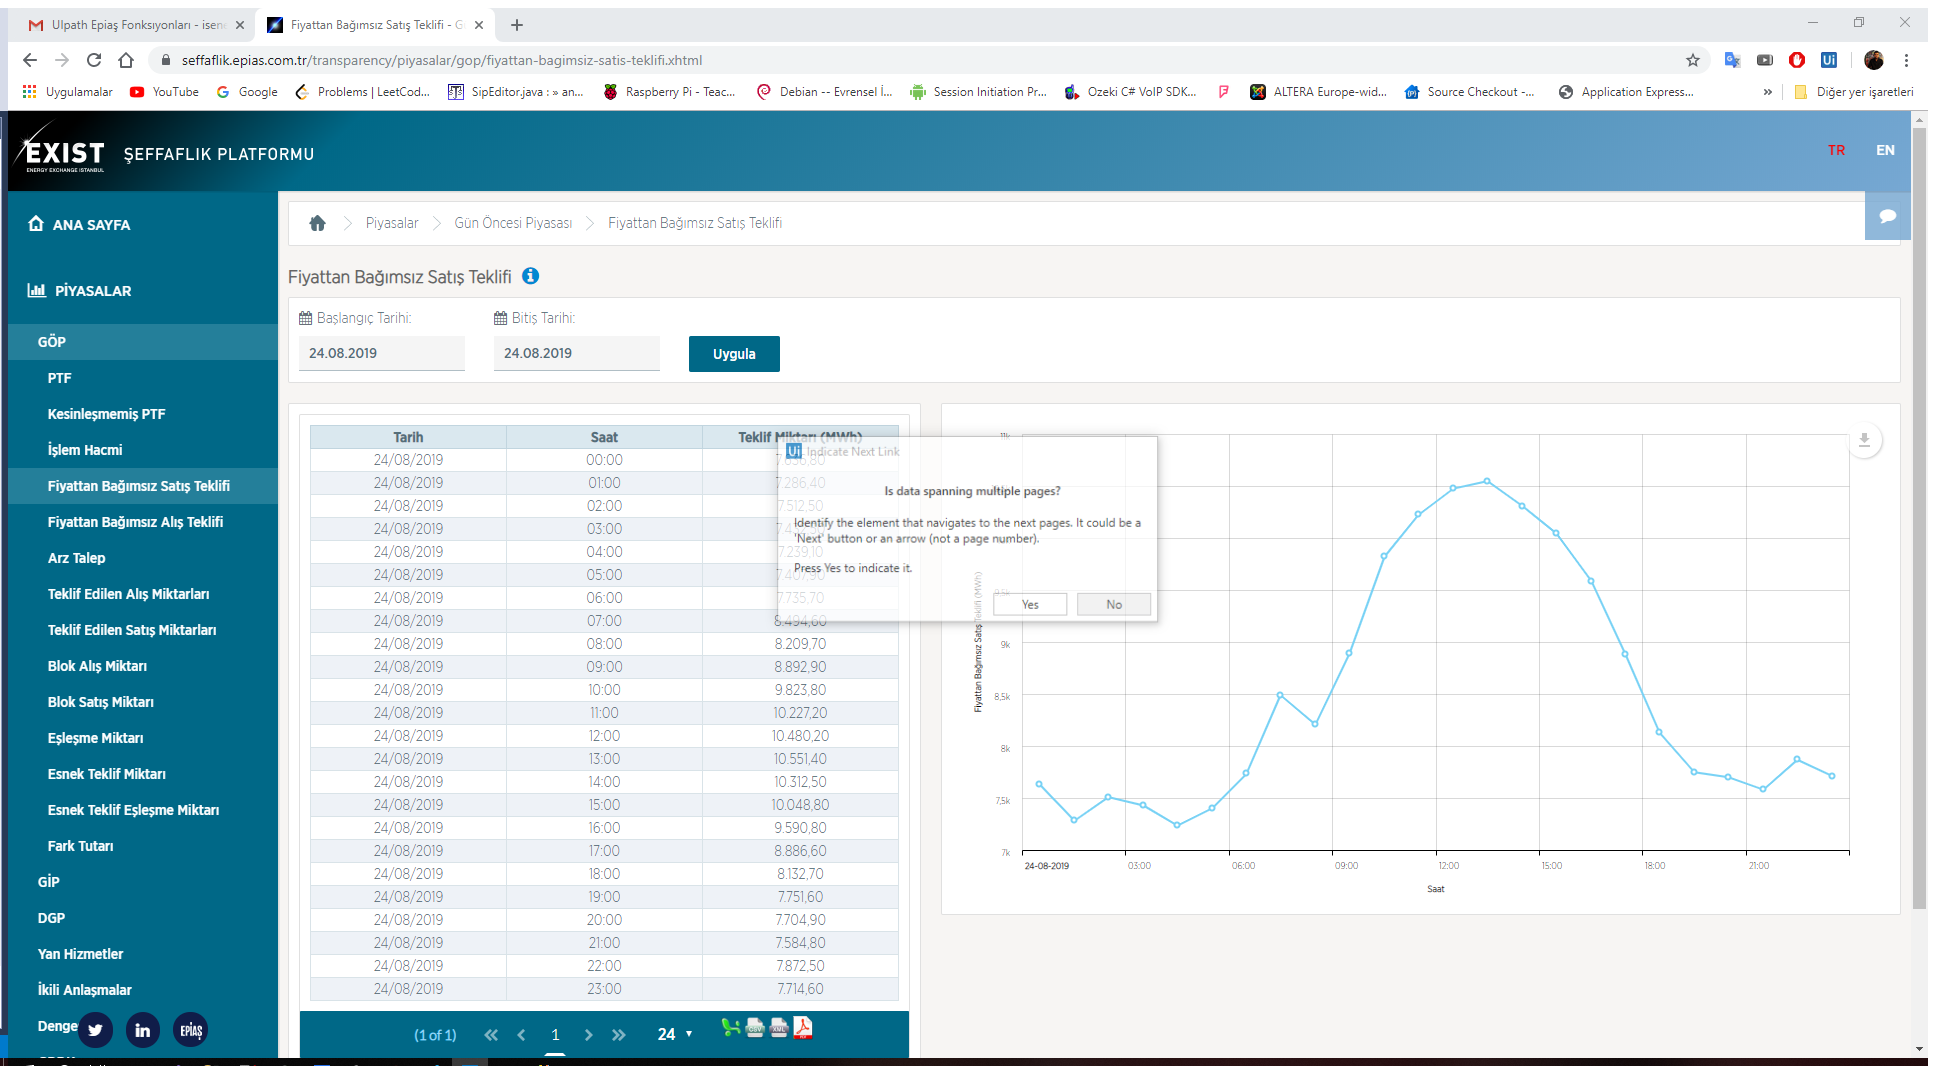 Ulpath Epiaş Fonksıyonları - isen
Fiyattan Bağımsız Satış Teklifi - G
seffaflik.epias.com.tr/transparency/piyasalar/gop/fiyattan-bagimsiz-satis-teklifi.xhtml
Uygulamalar YouTube Google Problems | LeetCod... SipEditor.java : » an... Raspberry Pi - Teac... Debian -- Evrensel İ... Session Initiation Pr... Ozeki C# VoIP SDK... ALTERA Europe-wid... Source Checkout -... Application Express... » Diğer yer işaretleri
EXIST
ENERGY EXCHANGE ISTANBUL
ŞEFFAFLIK PLATFORMU
TR EN
ANA SAYFA
PİYASALAR
GÖP
PTF
Kesinleşmemiş PTF
İşlem Hacmi
Fiyattan Bağımsız Satış Teklifi
Fiyattan Bağımsız Alış Teklifi
Arz Talep
Teklif Edilen Alış Miktarları
Teklif Edilen Satış Miktarları
Blok Alış Miktarı
Blok Satış Miktarı
Eşleşme Miktarı
Esnek Teklif Miktarı
Esnek Teklif Eşleşme Miktarı
Fark Tutarı
GİP
DGP
Yan Hizmetler
İkili Anlaşmalar
Denge
in
EPİAŞ
Piyasalar Gün Öncesi Piyasası Fiyattan Bağımsız Satış Teklifi
Fiyattan Bağımsız Satış Teklifi
Başlangıç Tarihi: Bitiş Tarihi:
24.08.2019 24.08.2019 Uygula
Tarih Saat Teklif Miktarı (MWh)
24/08/2019 00:00 7.636,80
24/08/2019 01:00 7.286,40
24/08/2019 02:00 7.512,50
24/08/2019 03:00
24/08/2019 04:00 7.239,10
24/08/2019 05:00 7.407,90
24/08/2019 06:00 7.735,70
24/08/2019 07:00 8.494,60
24/08/2019 08:00 8.209,70
24/08/2019 09:00 8.892,90
24/08/2019 10:00 9.823,80
24/08/2019 11:00 10.227,20
24/08/2019 12:00 10.480,20
24/08/2019 13:00 10.551,40
24/08/2019 14:00 10.312,50
24/08/2019 15:00 10.048,80
24/08/2019 16:00 9.590,80
24/08/2019 17:00 8.886,60
24/08/2019 18:00 8.132,70
24/08/2019 19:00 7.751,60
24/08/2019 20:00 7.704,90
24/08/2019 21:00 7.584,80
24/08/2019 22:00 7.872,50
24/08/2019 23:00 7.714,60
(1 of 1) 1 24
CSV XML PDF
Ui Indicate Next Link
Is data spanning multiple pages?
Identify the element that navigates to the next pages. It could be a
'Next' button or an arrow (not a page number).
Press Yes to indicate it.
Yes No
Fiyattan Bağımsız Satış Teklifi (MWh)
11k
9.5k
9k
8.5k
8k
7.5k
7k
24-08-2019 03:00 06:00 09:00 12:00 15:00 18:00 21:00
Saat